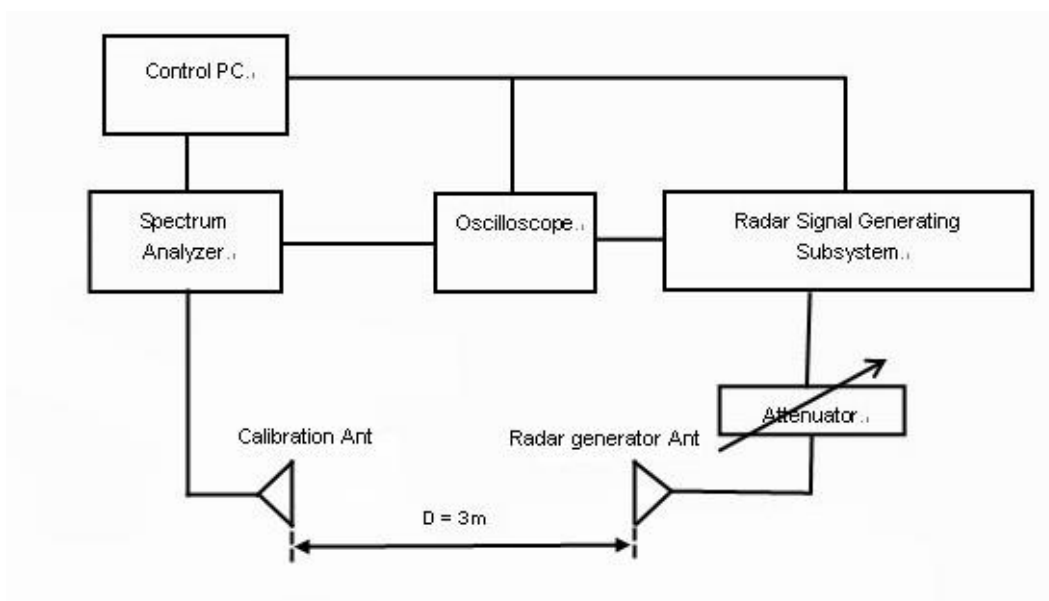 Control PC.
Spectrum
Analyzer.
Oscilloscope.
Radar Signal Generating
Subsystem.
Attenuator.
Calibration Ant
Radar generator Ant
D = 3m